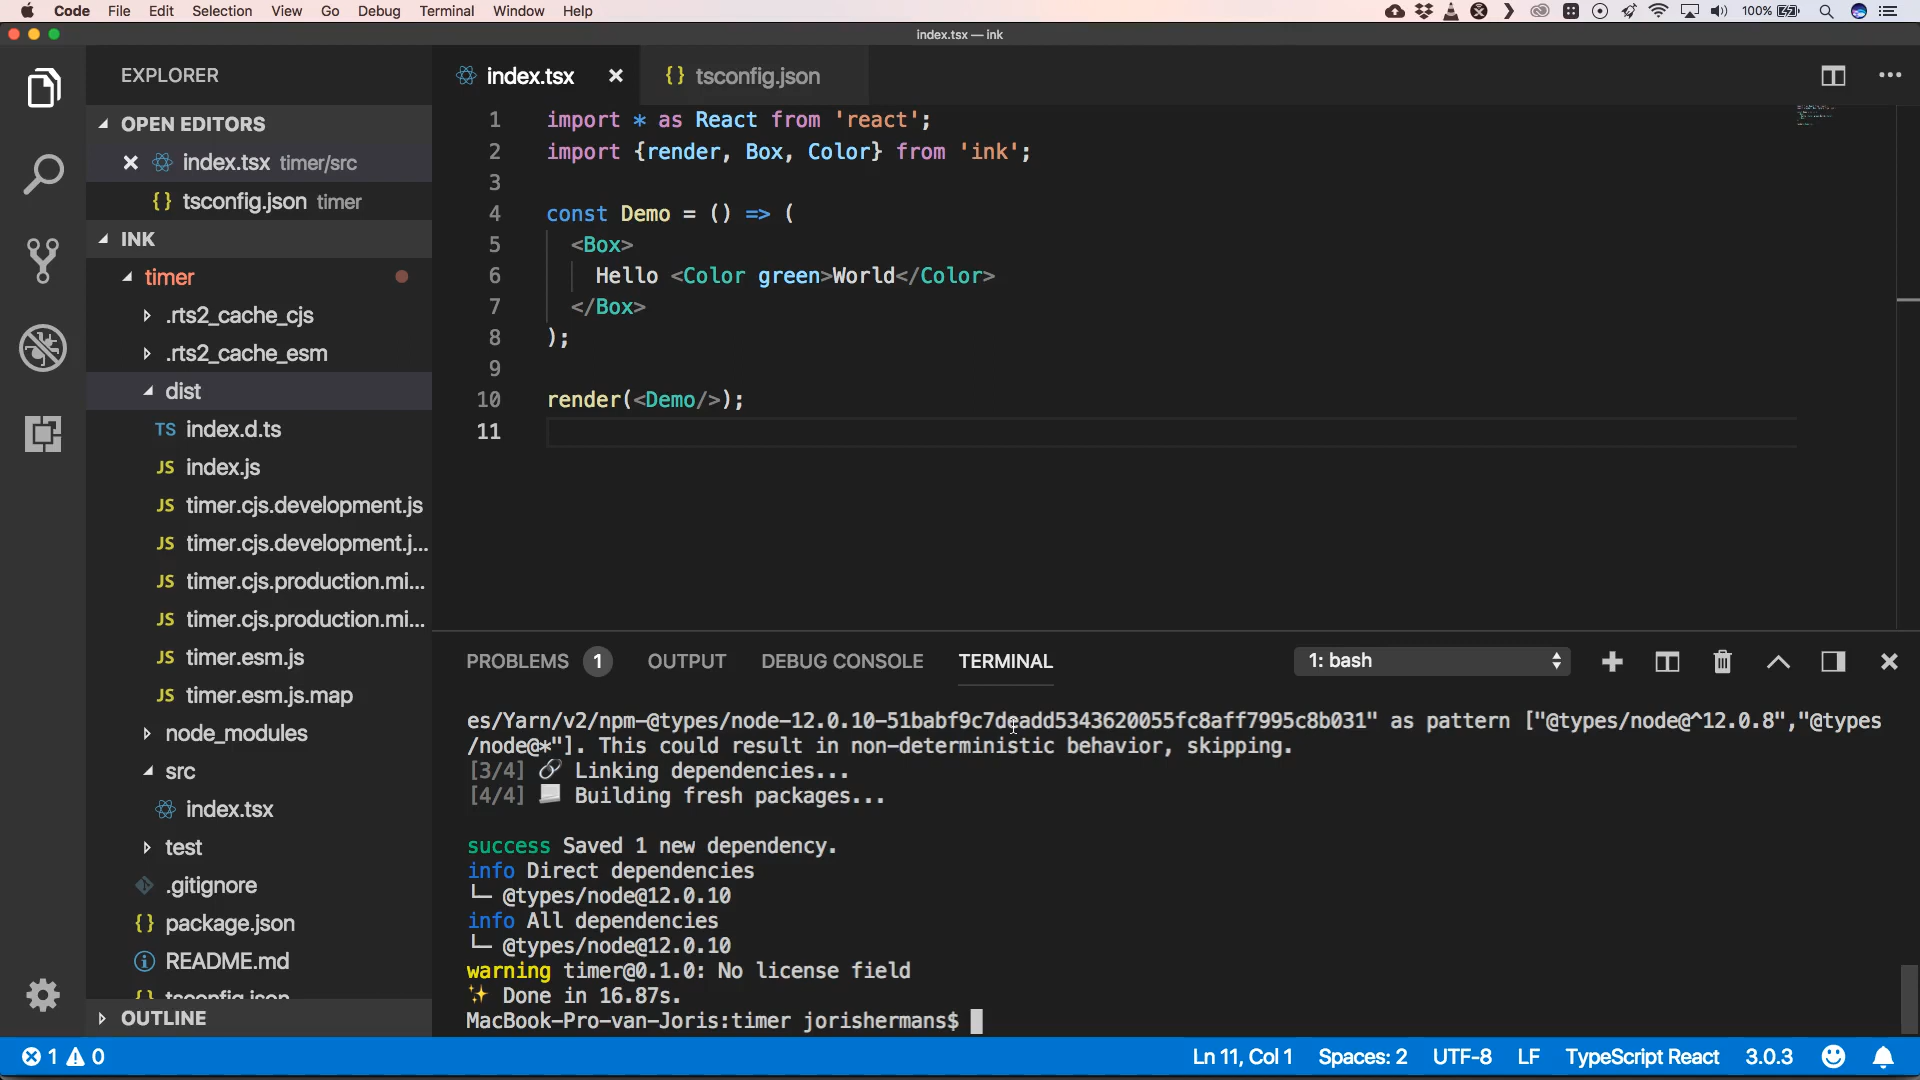 Code File Edit Selection View Go Debug Terminal Window Help 100%
index.tsx — ink
EXPLORER
OPEN EDITORS
index.tsx timer/src
{} tsconfig.json timer
INK
timer
.rts2_cache_cjs
.rts2_cache_esm
dist
TS index.d.ts
JS index.js
JS timer.cjs.development.js
JS timer.cjs.development.j...
JS timer.cjs.production.mi...
JS timer.cjs.production.mi...
JS timer.esm.js
JS timer.esm.js.map
node_modules
src
index.tsx
test
.gitignore
{} package.json
README.md
{} tsconfig.json
OUTLINE
index.tsx
{} tsconfig.json
1 import * as React from 'react';
2 import {render, Box, Color} from 'ink';
3
4 const Demo = () => (
5 <Box>
6 Hello <Color green>World</Color>
7 </Box>
8 );
9
10 render(<Demo/>);
11
PROBLEMS 1 OUTPUT DEBUG CONSOLE TERMINAL 1: bash
es/Yarn/v2/npm-@types/node-12.0.10-51babf9c7deadd5343620055fc8aff7995c8b031" as pattern ["@types/node@^12.0.8","@types
/node@*"]. This could result in non-deterministic behavior, skipping.
[3/4] Linking dependencies...
[4/4] Building fresh packages...
success Saved 1 new dependency.
info Direct dependencies
└─ @types/node@12.0.10
info All dependencies
└─ @types/node@12.0.10
warning timer@0.1.0: No license field
Done in 16.87s.
MacBook-Pro-van-Joris:timer jorishermans$
1 0 Ln 11, Col 1 Spaces: 2 UTF-8 LF TypeScript React 3.0.3